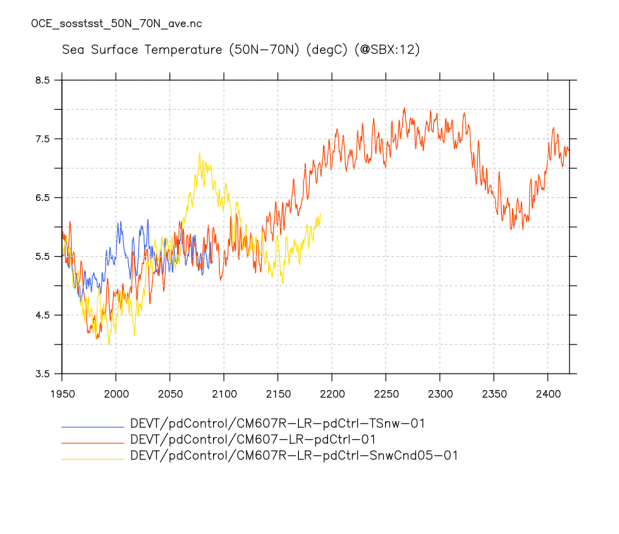 OCE_sosstsst_50N_70N_ave.nc
Sea Surface Temperature (50N-70N) (degC) (@SBX:12)
8.5
7.5
6.5
5.5
4.5
3.5
1950 2000 2050 2100 2150 2200 2250 2300 2350 2400
DEVT/pdControl/CM607R-LR-pdCtrl-TSnw-01
DEVT/pdControl/CM607-LR-pdCtrl-01
DEVT/pdControl/CM607R-LR-pdCtrl-SnwCnd05-01